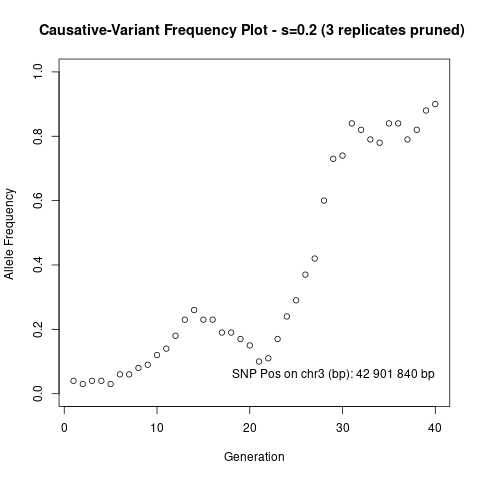 Causative-Variant Frequency Plot - s=0.2 (3 replicates pruned)
Allele Frequency
1.0
0.8
0.6
0.4
0.2
0.0
SNP Pos on chr3 (bp): 42 901 840 bp
0 10 20 30 40
Generation